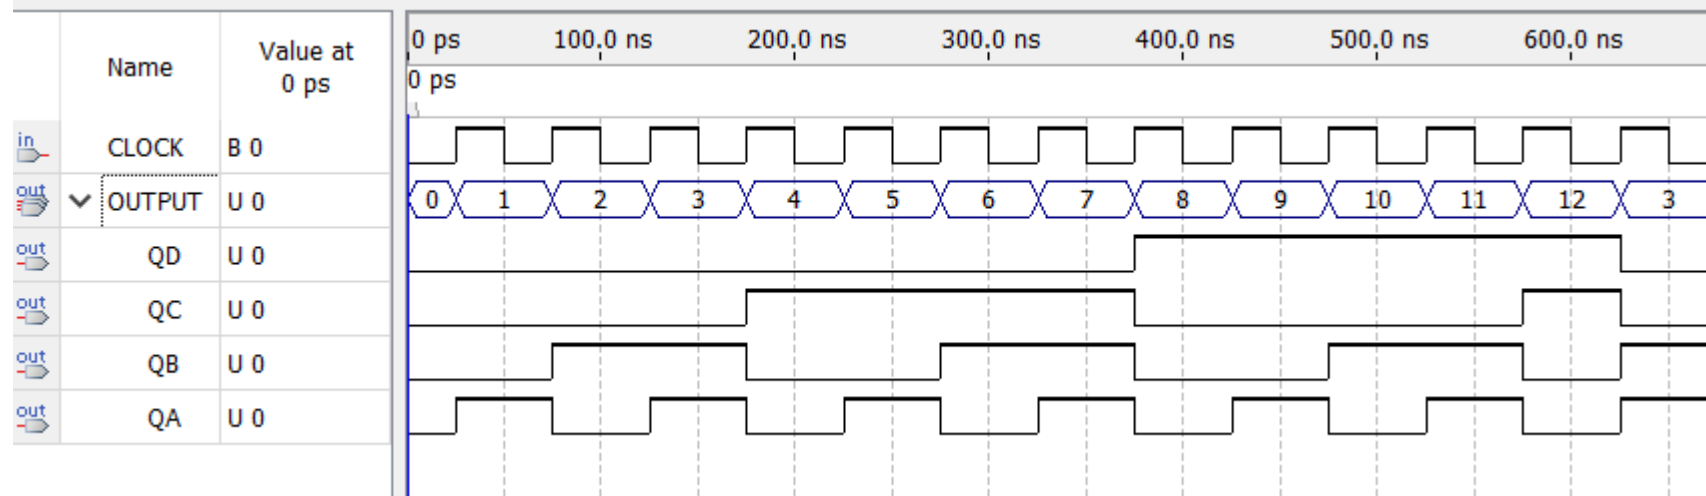 Name Value at 0 ps
0 ps 100.0 ns 200.0 ns 300.0 ns 400.0 ns 500.0 ns 600.0 ns
0 ps
in CLOCK B 0
out OUTPUT U 0 0 1 2 3 4 5 6 7 8 9 10 11 12 3
out QD U 0
out QC U 0
out QB U 0
out QA U 0